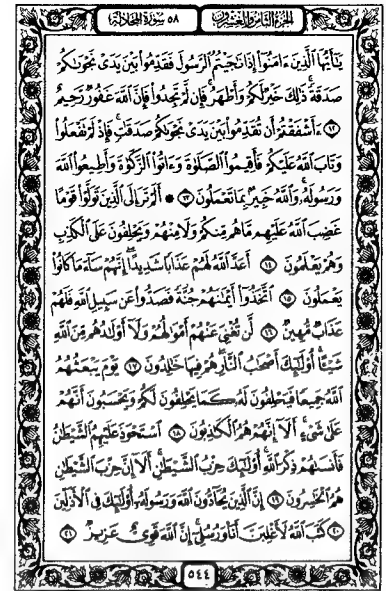 الجزء الثامن والعشرون ٥٨ سورة المجادلة
يَٰٓأَيُّهَا ٱلَّذِينَ ءَامَنُوٓا۟ إِذَا نَٰجَيْتُمُ ٱلرَّسُولَ فَقَدِّمُوا۟ بَيْنَ يَدَىْ نَجْوَىٰكُمْ
صَدَقَةً ۚ ذَٰلِكَ خَيْرٌ لَّكُمْ وَأَطْهَرُ ۚ فَإِن لَّمْ تَجِدُوا۟ فَإِنَّ ٱللَّهَ غَفُورٌ رَّحِيمٌ
١٢ ءَأَشْفَقْتُمْ أَن تُقَدِّمُوا۟ بَيْنَ يَدَىْ نَجْوَىٰكُمْ صَدَقَٰتٍ ۚ فَإِذْ لَمْ تَفْعَلُوا۟
وَتَابَ ٱللَّهُ عَلَيْكُمْ فَأَقِيمُوا۟ ٱلصَّلَوٰةَ وَءَاتُوا۟ ٱلزَّكَوٰةَ وَأَطِيعُوا۟ ٱللَّهَ
وَرَسُولَهُۥ ۚ وَٱللَّهُ خَبِيرٌۢ بِمَا تَعْمَلُونَ ١٣ ۞ أَلَمْ تَرَ إِلَى ٱلَّذِينَ تَوَلَّوْا۟ قَوْمًا
غَضِبَ ٱللَّهُ عَلَيْهِم مَّا هُم مِّنكُمْ وَلَا مِنْهُمْ وَيَحْلِفُونَ عَلَى ٱلْكَذِبِ
وَهُمْ يَعْلَمُونَ ١٤ أَعَدَّ ٱللَّهُ لَهُمْ عَذَابًا شَدِيدًا ۖ إِنَّهُمْ سَآءَ مَا كَانُوا۟
يَعْمَلُونَ ١٥ ٱتَّخَذُوٓا۟ أَيْمَٰنَهُمْ جُنَّةً فَصَدُّوا۟ عَن سَبِيلِ ٱللَّهِ فَلَهُمْ
عَذَابٌ مُّهِينٌ ١٦ لَّن تُغْنِىَ عَنْهُمْ أَمْوَٰلُهُمْ وَلَآ أَوْلَٰدُهُم مِّنَ ٱللَّهِ
شَيْـًٔا ۚ أُو۟لَٰٓئِكَ أَصْحَٰبُ ٱلنَّارِ ۖ هُمْ فِيهَا خَٰلِدُونَ ١٧ يَوْمَ يَبْعَثُهُمُ
ٱللَّهُ جَمِيعًا فَيَحْلِفُونَ لَهُۥ كَمَا يَحْلِفُونَ لَكُمْ ۖ وَيَحْسَبُونَ أَنَّهُمْ
عَلَىٰ شَىْءٍ ۚ أَلَآ إِنَّهُمْ هُمُ ٱلْكَٰذِبُونَ ١٨ ٱسْتَحْوَذَ عَلَيْهِمُ ٱلشَّيْطَٰنُ
فَأَنسَىٰهُمْ ذِكْرَ ٱللَّهِ ۚ أُو۟لَٰٓئِكَ حِزْبُ ٱلشَّيْطَٰنِ ۚ أَلَآ إِنَّ حِزْبَ ٱلشَّيْطَٰنِ
هُمُ ٱلْخَٰسِرُونَ ١٩ إِنَّ ٱلَّذِينَ يُحَآدُّونَ ٱللَّهَ وَرَسُولَهُۥٓ أُو۟لَٰٓئِكَ فِى ٱلْأَذَلِّينَ
٢٠ كَتَبَ ٱللَّهُ لَأَغْلِبَنَّ أَنَا۠ وَرُسُلِىٓ ۚ إِنَّ ٱللَّهَ قَوِىٌّ عَزِيزٌ ٢١
٥٤٤